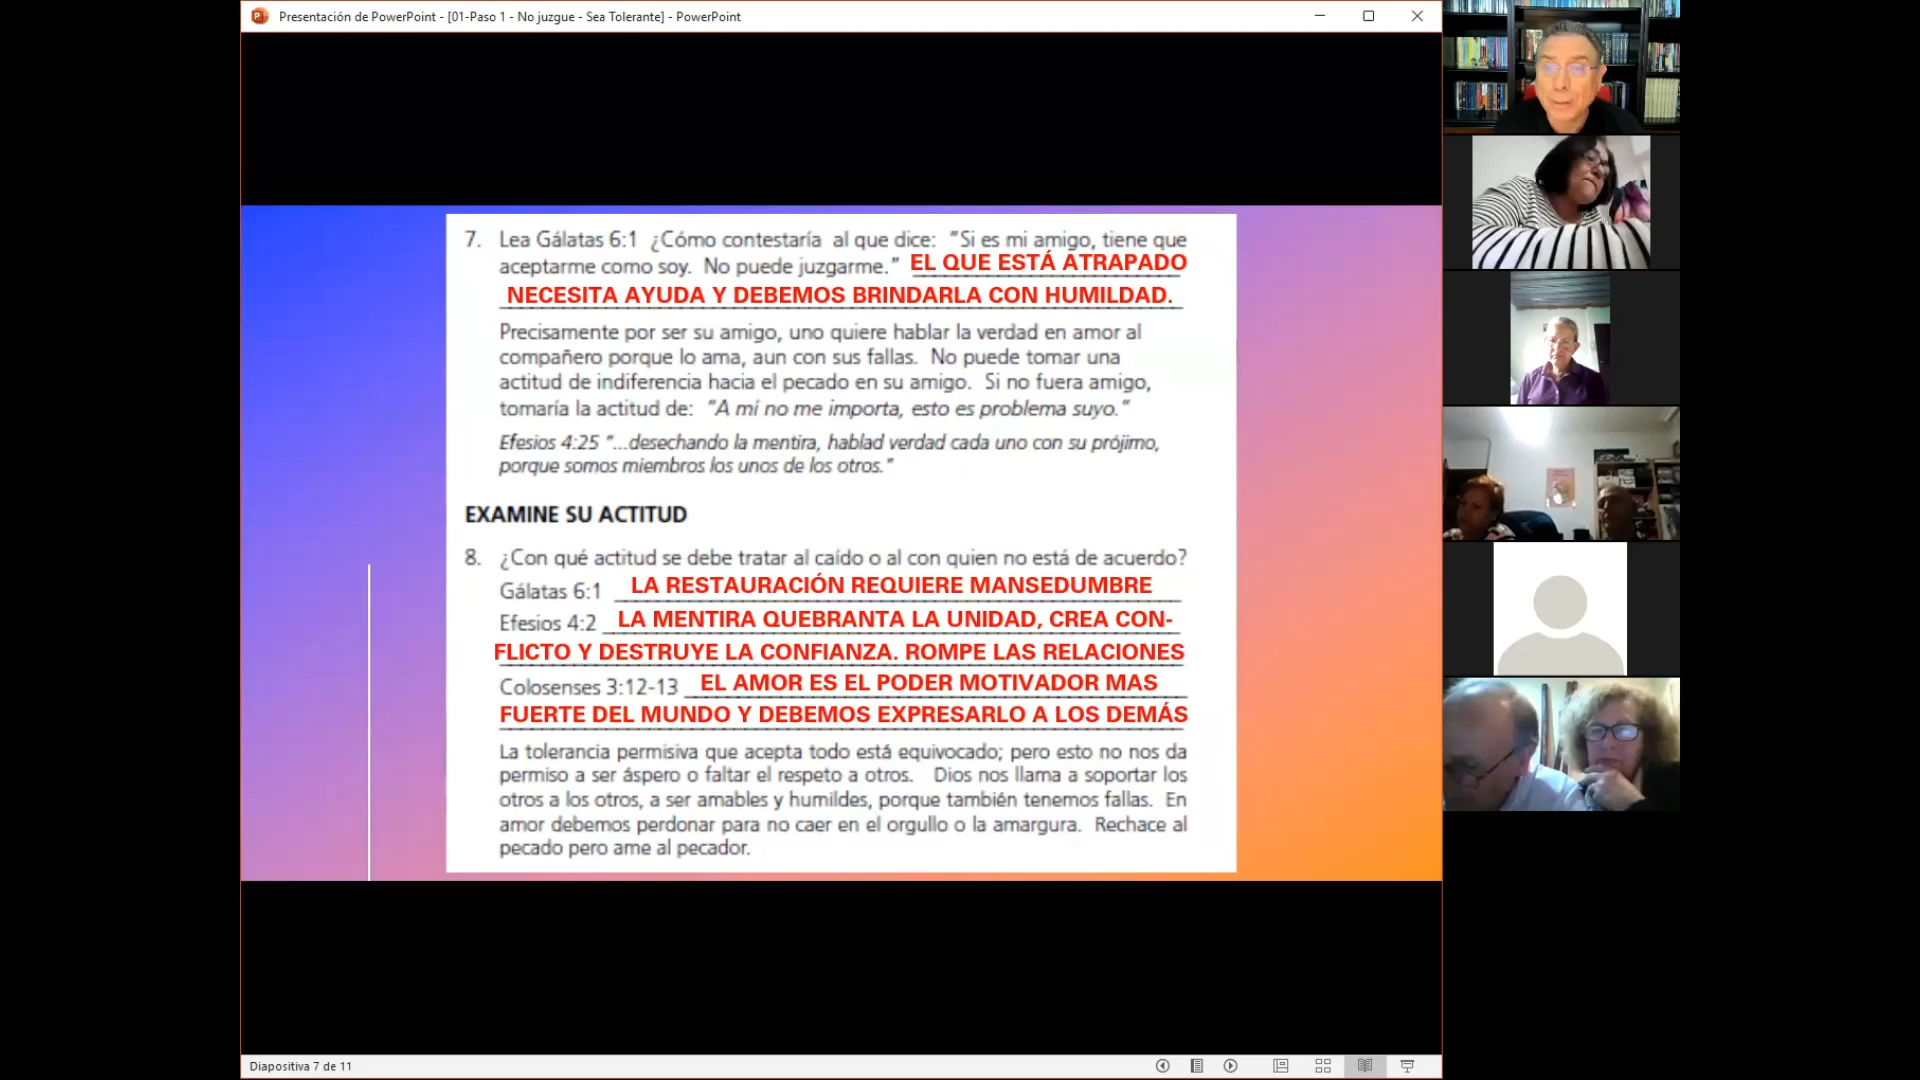 Presentación de PowerPoint - [01-Paso 1 - No juzgue - Sea Tolerante] - PowerPoint
7. Lea Gálatas 6:1 ¿Cómo contestaría al que dice: "Si es mi amigo, tiene que
aceptarme como soy. No puede juzgarme." EL QUE ESTÁ ATRAPADO
NECESITA AYUDA Y DEBEMOS BRINDARLA CON HUMILDAD.
Precisamente por ser su amigo, uno quiere hablar la verdad en amor al
compañero porque lo ama, aun con sus fallas. No puede tomar una
actitud de indiferencia hacia el pecado en su amigo. Si no fuera amigo,
tomaría la actitud de: "A mí no me importa, esto es problema suyo."
Efesios 4:25 "...desechando la mentira, hablad verdad cada uno con su prójimo,
porque somos miembros los unos de los otros."
EXAMINE SU ACTITUD
8. ¿Con qué actitud se debe tratar al caído o al con quien no está de acuerdo?
Gálatas 6:1 LA RESTAURACIÓN REQUIERE MANSEDUMBRE
Efesios 4:2 LA MENTIRA QUEBRANTA LA UNIDAD, CREA CON-
FLICTO Y DESTRUYE LA CONFIANZA. ROMPE LAS RELACIONES
Colosenses 3:12-13 EL AMOR ES EL PODER MOTIVADOR MAS
FUERTE DEL MUNDO Y DEBEMOS EXPRESARLO A LOS DEMÁS
La tolerancia permisiva que acepta todo está equivocado; pero esto no nos da
permiso a ser áspero o faltar el respeto a otros. Dios nos llama a soportar los
otros a los otros, a ser amables y humildes, porque también tenemos fallas. En
amor debemos perdonar para no caer en el orgullo o la amargura. Rechace al
pecado pero ame al pecador.
Diapositiva 7 de 11